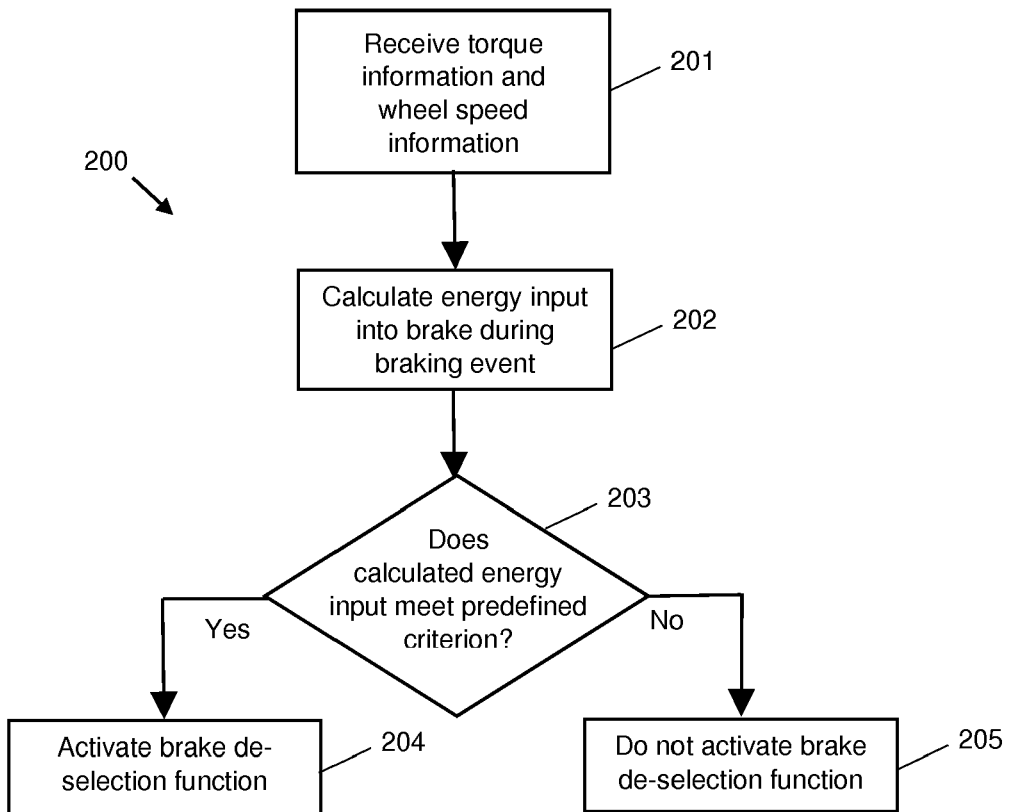 Receive torque
information and
wheel speed
information
201
200
Calculate energy input
into brake during
braking event
202
203
Does
calculated energy
input meet predefined
criterion?
Yes
No
Activate brake de-
selection function
204
Do not activate brake
de-selection function
205